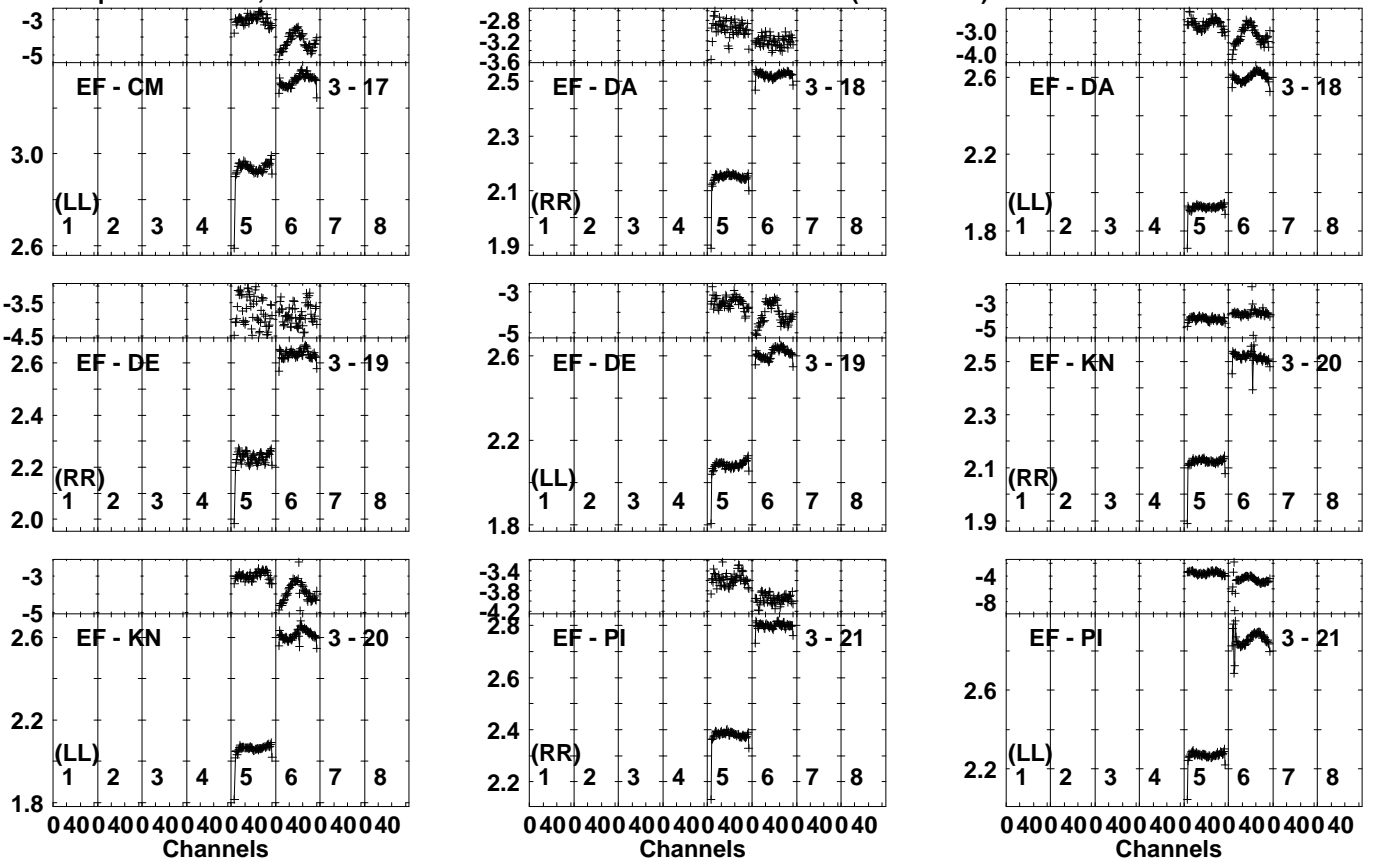 -3
-5
EF - CM 3 - 17
3.0
(LL)
1 2 3 4 5 6 7 8
2.6
-2.8
-3.2
-3.6
2.5
EF - DA 3 - 18
2.3
2.1
(RR)
1 2 3 4 5 6 7 8
1.9
-3.0
-4.0
2.6
EF - DA 3 - 18
2.2
(LL)
1 2 3 4 5 6 7 8
1.8
-3.5
-4.5
2.6
EF - DE 3 - 19
2.4
2.2
(RR)
1 2 3 4 5 6 7 8
2.0
-3
-5
2.6
EF - DE 3 - 19
2.2
(LL)
1 2 3 4 5 6 7 8
1.8
-3
-5
2.5
EF - KN 3 - 20
2.3
2.1
(RR)
1 2 3 4 5 6 7 8
1.9
-3
-5
2.6
EF - KN 3 - 20
2.2
(LL)
1 2 3 4 5 6 7 8
1.8
0 40 0 40 0 40 0 40 0 40 0 40 0 40 0 40
Channels
-3.4
-3.8
-4.2
2.8
EF - PI 3 - 21
2.6
2.4
(RR)
1 2 3 4 5 6 7 8
2.2
0 40 0 40 0 40 0 40 0 40 0 40 0 40 0 40
Channels
-4
-8
EF - PI 3 - 21
2.6
(LL)
1 2 3 4 5 6 7 8
2.2
0 40 0 40 0 40 0 40 0 40 0 40 0 40 0 40
Channels